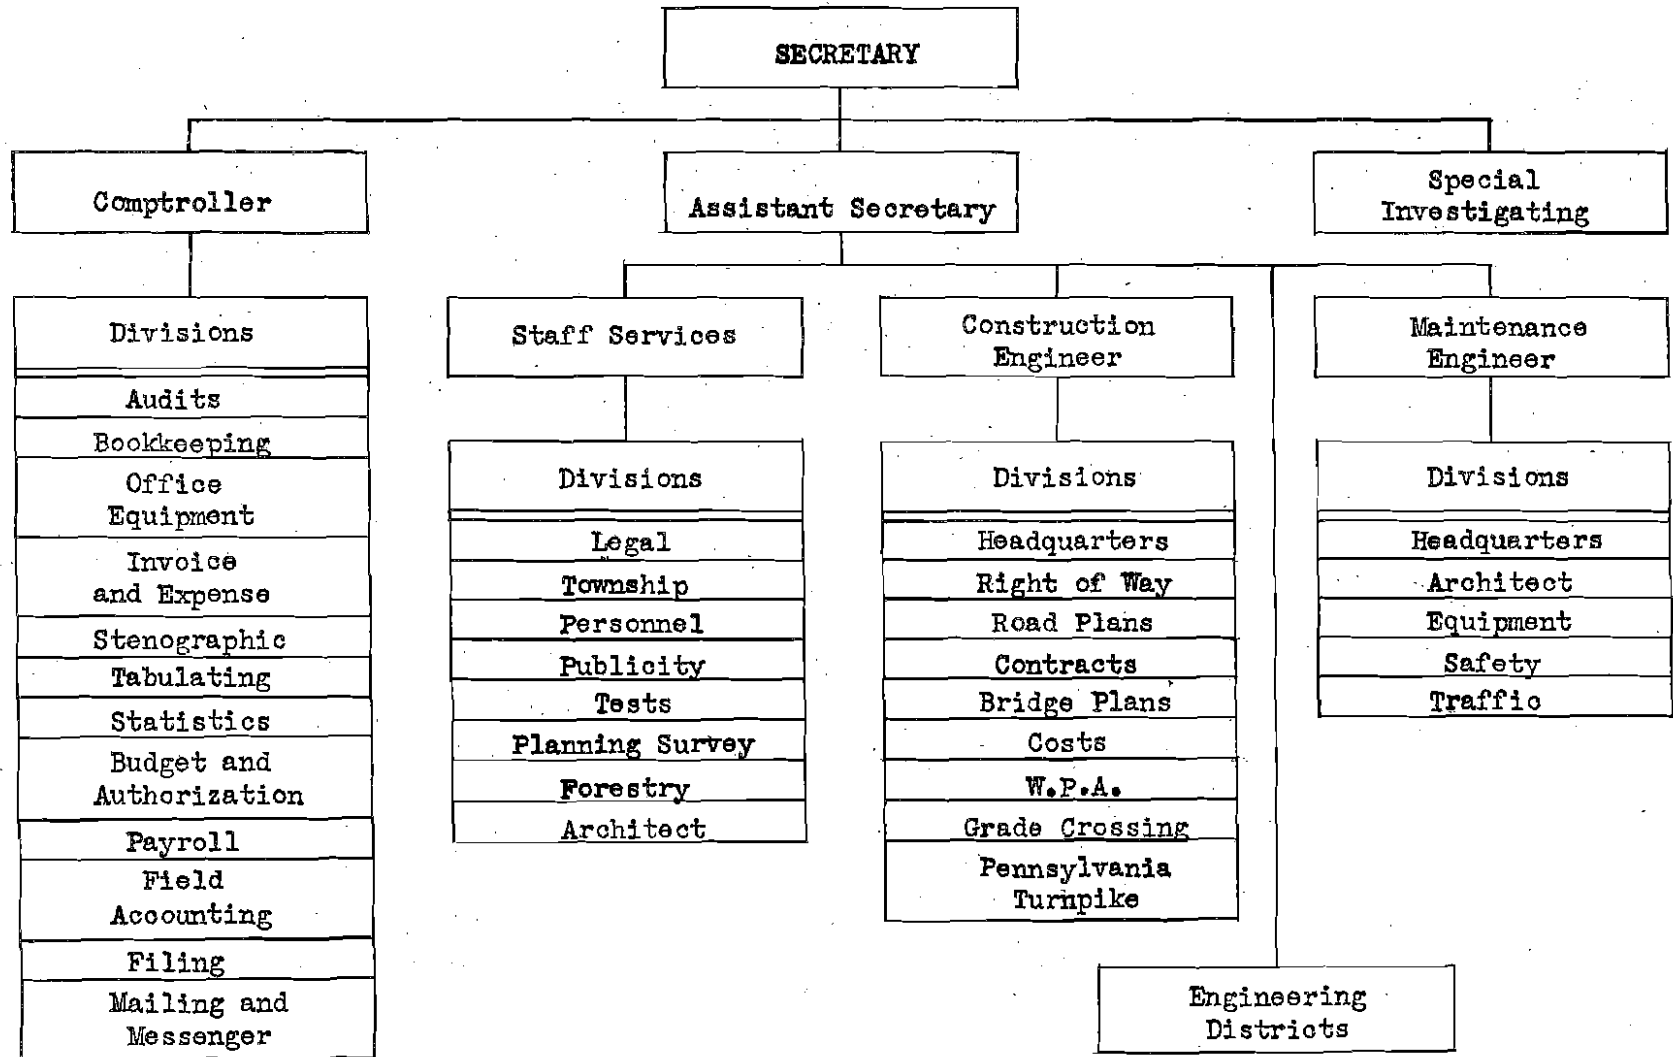 SECRETARY
Comptroller
Assistant Secretary
Special
Investigating
Divisions
Audits
Bookkeeping
Office
Equipment
Invoice
and Expense
Stenographic
Tabulating
Statistics
Budget and
Authorization
Payroll
Field
Accounting
Filing
Mailing and
Messenger
Staff Services
Divisions
Legal
Township
Personnel
Publicity
Tests
Planning Survey
Forestry
Architect
Construction
Engineer
Divisions
Headquarters
Right of Way
Road Plans
Contracts
Bridge Plans
Costs
W.P.A.
Grade Crossing
Pennsylvania
Turnpike
Maintenance
Engineer
Divisions
Headquarters
Architect
Equipment
Safety
Traffic
Engineering
Districts